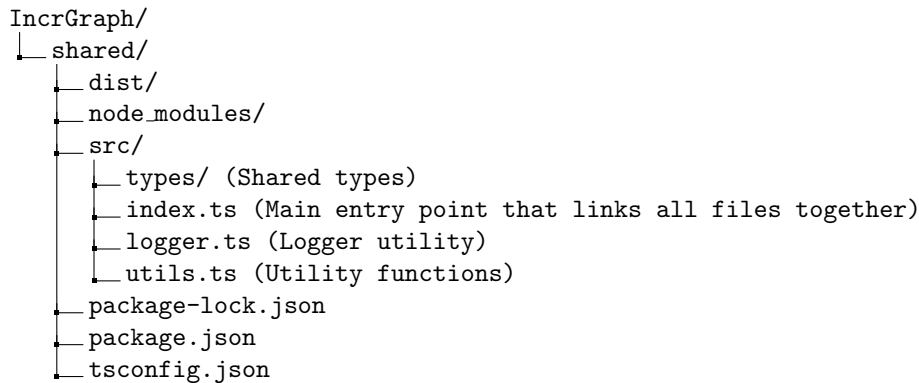 IncrGraph/
shared/
dist/
node_modules/
src/
types/ (Shared types)
index.ts (Main entry point that links all files together)
logger.ts (Logger utility)
utils.ts (Utility functions)
package-lock.json
package.json
tsconfig.json